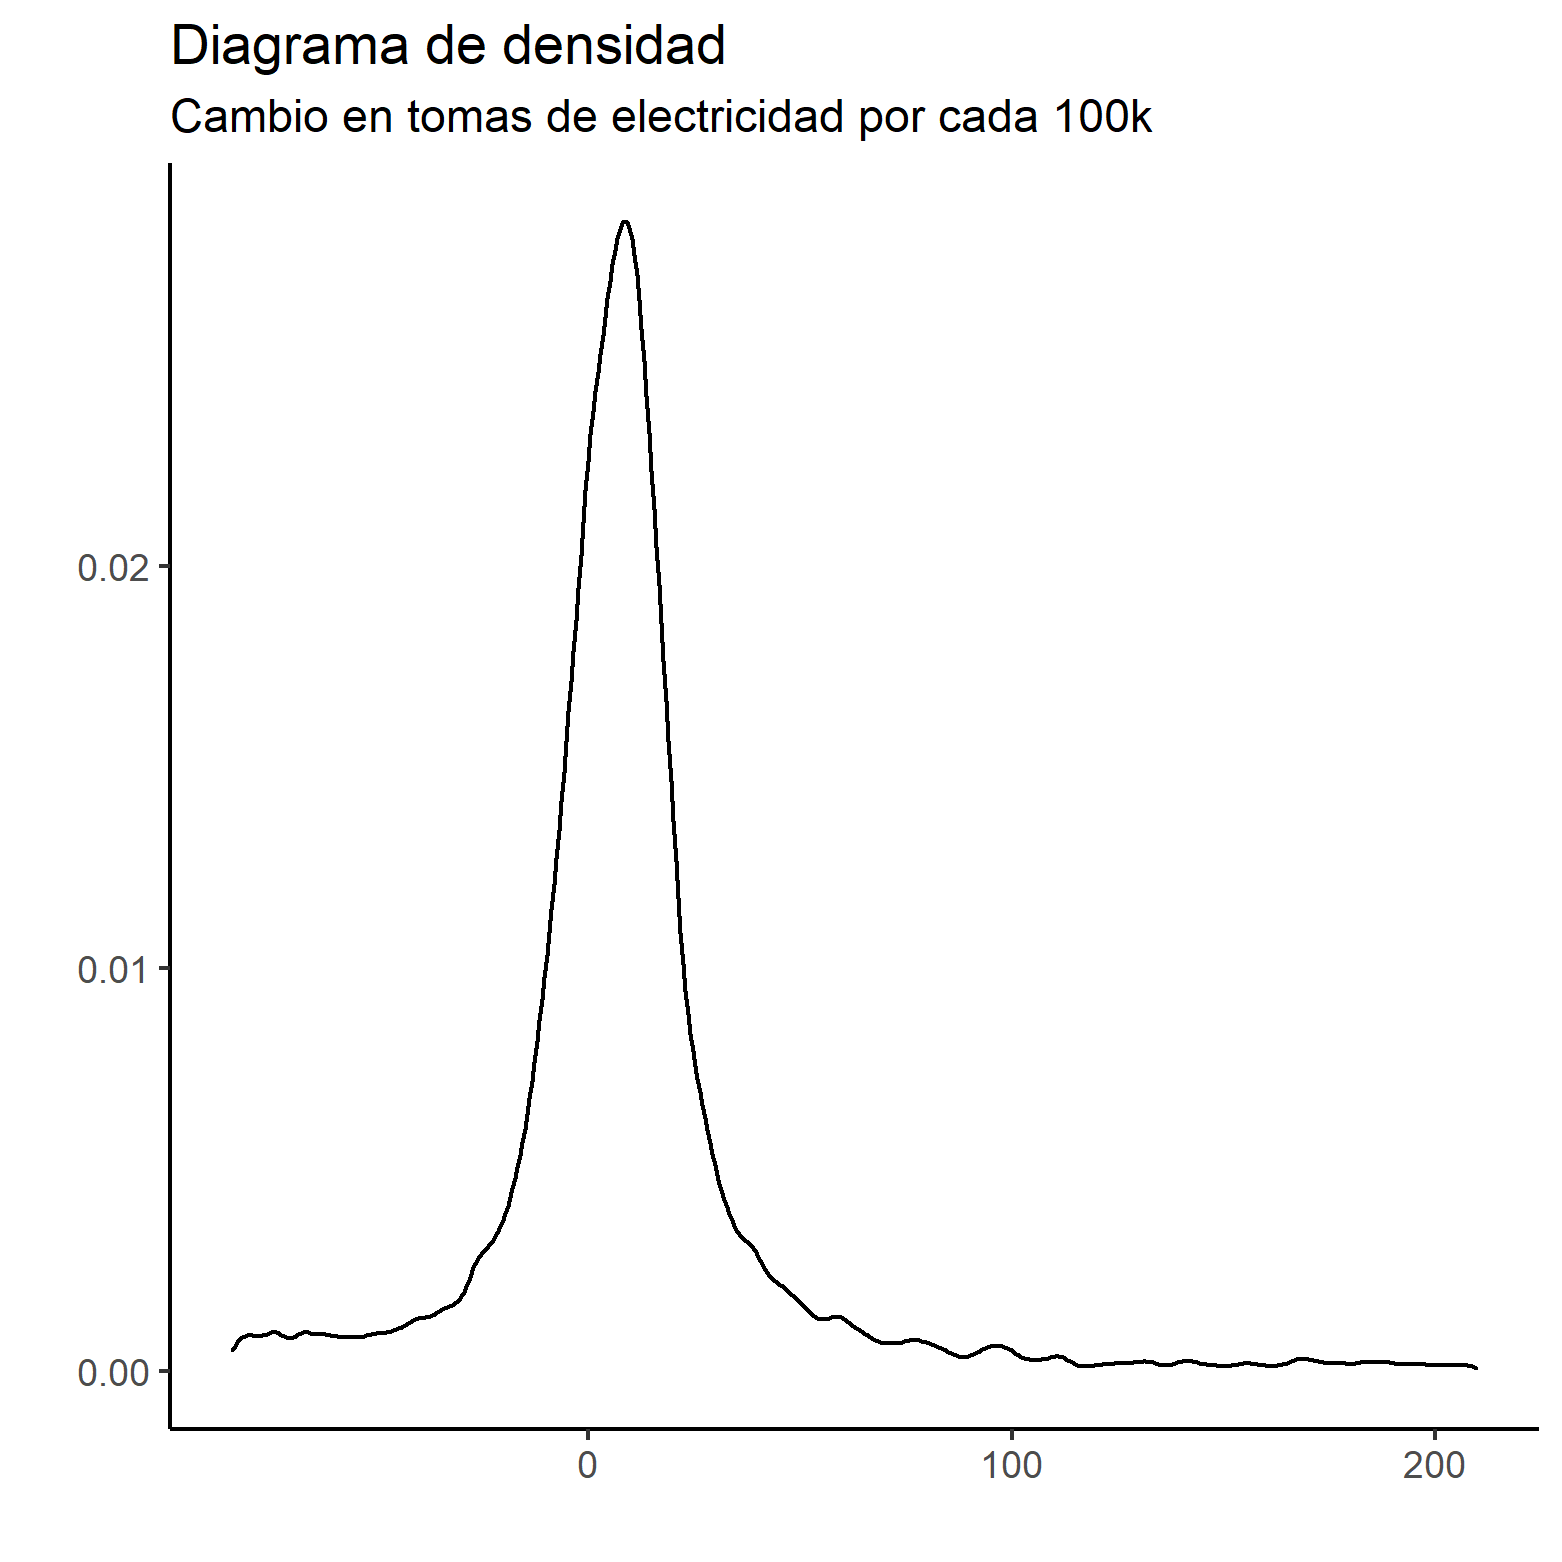 Diagrama de densidad
Cambio en tomas de electricidad por cada 100k
0.02
0.01
0.00
0 100 200